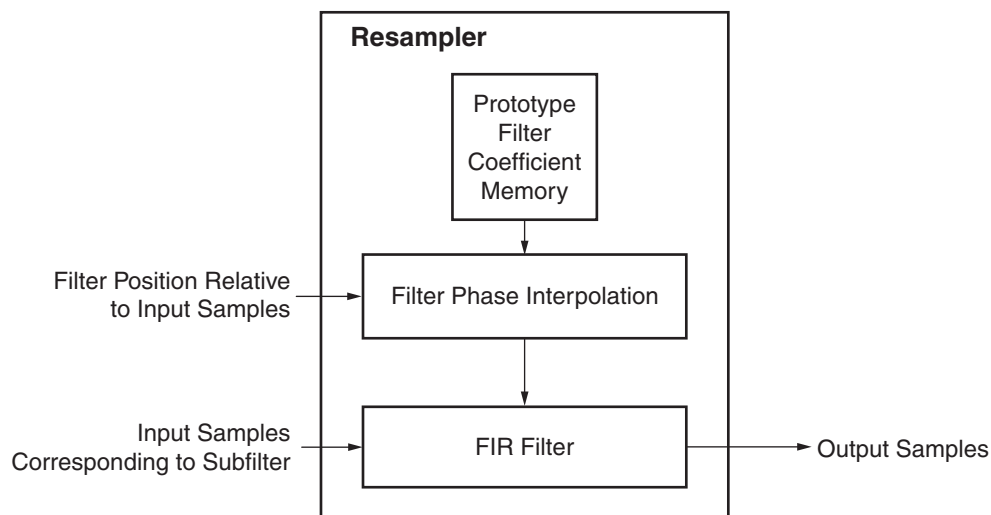 Resampler
Prototype
Filter
Coefficient
Memory
Filter Position Relative
to Input Samples
Filter Phase Interpolation
Input Samples
Corresponding to Subfilter
FIR Filter
Output Samples